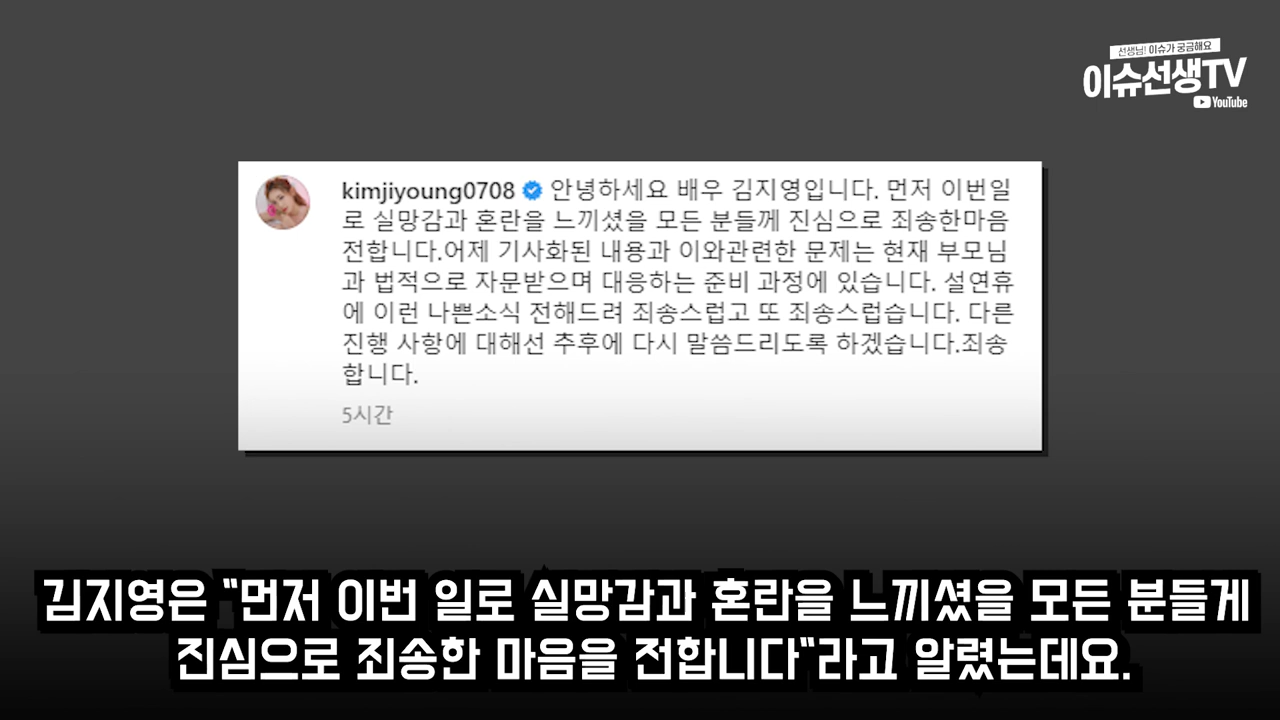 선생님! 이슈가 궁금해요
이슈선생TV
YouTube
kimjiyoung0708 안녕하세요 배우 김지영입니다. 먼저 이번일
로 실망감과 혼란을 느끼셨을 모든 분들께 진심으로 죄송한마음
전합니다.어제 기사화된 내용과 이와관련한 문제는 현재 부모님
과 법적으로 자문받으며 대응하는 준비 과정에 있습니다. 설연휴
에 이런 나쁜소식 전해드려 죄송스럽고 또 죄송스럽습니다. 다른
진행 사항에 대해선 추후에 다시 말씀드리도록 하겠습니다.죄송
합니다.
5시간
김지영은 "먼저 이번 일로 실망감과 혼란을 느끼셨을 모든 분들게
진심으로 죄송한 마음을 전합니다"라고 알렸는데요.